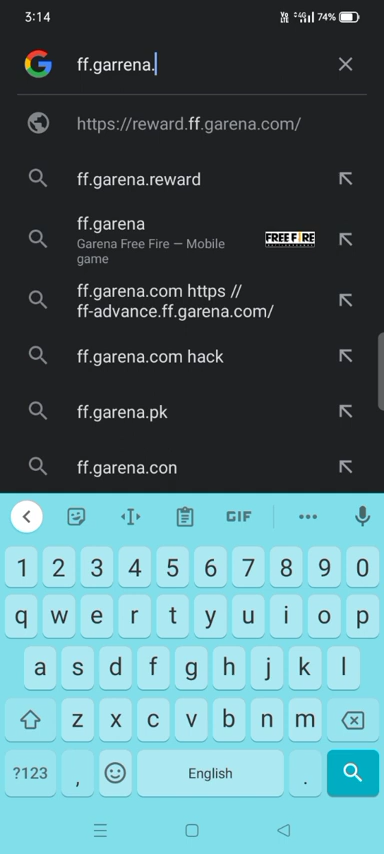 3:14
74%
ff.garrena.
https://reward.ff.garena.com/
ff.garena.reward
ff.garena
Garena Free Fire — Mobile
game
FREE FIRE
ff.garena.com https //
ff-advance.ff.garena.com/
ff.garena.com hack
ff.garena.pk
ff.garena.con
GIF
1 2 3 4 5 6 7 8 9 0
q w e r t y u i o p
a s d f g h j k l
z x c v b n m
?123 , English .